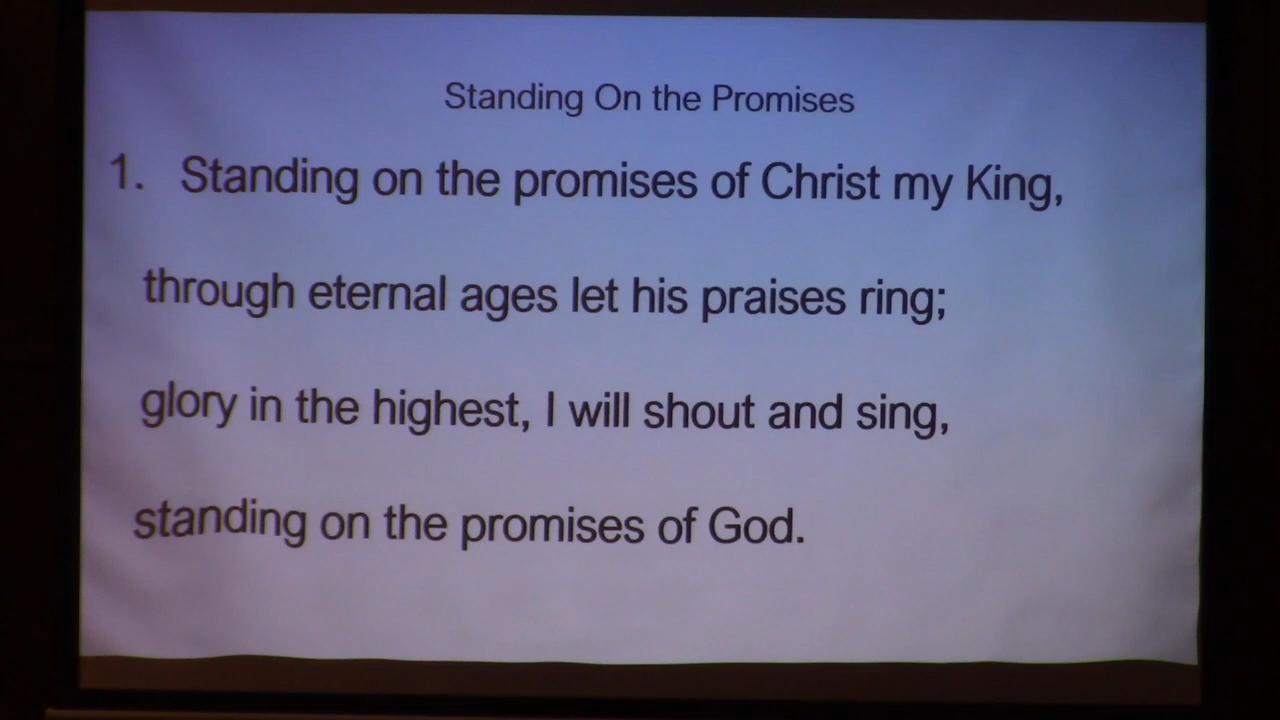 Standing On the Promises
1. Standing on the promises of Christ my King,
through eternal ages let his praises ring;
glory in the highest, I will shout and sing,
standing on the promises of God.